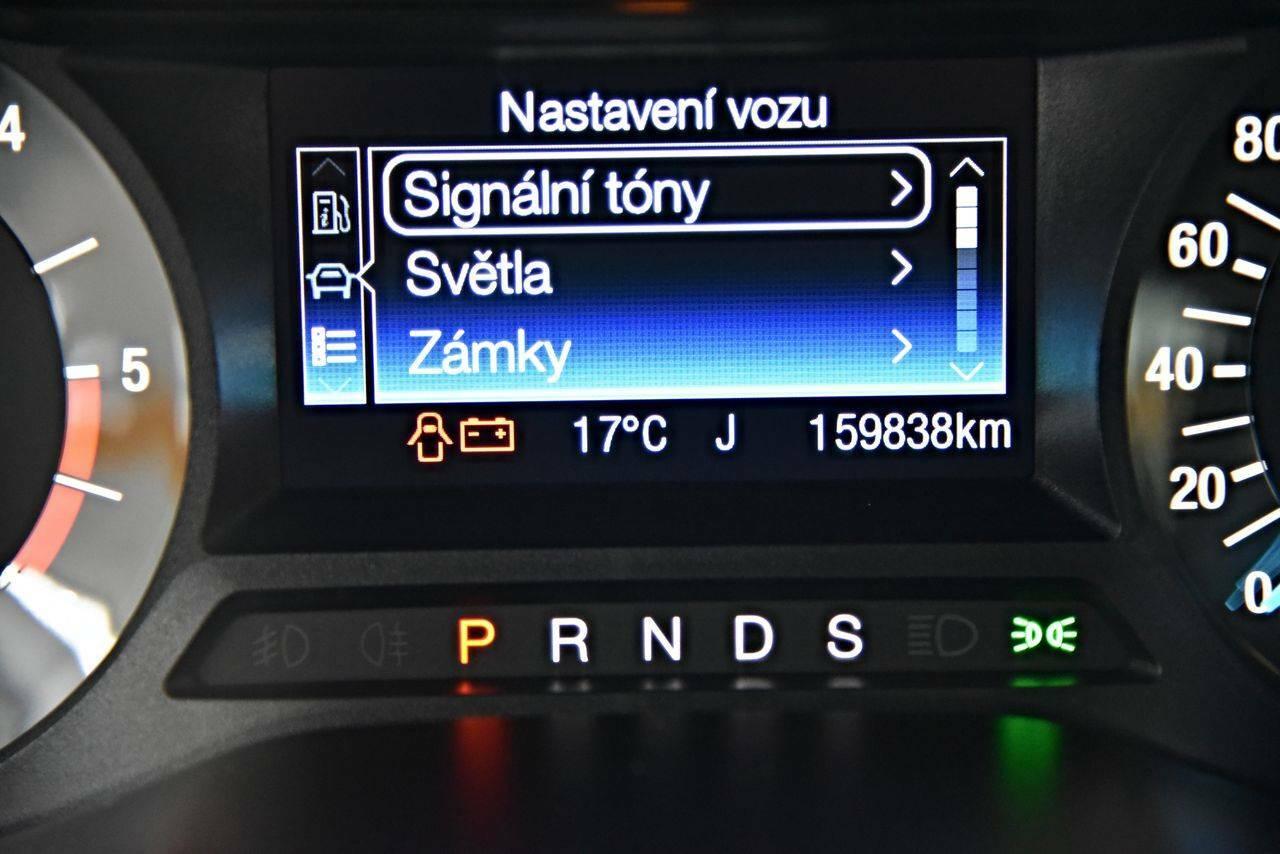 Nastavení vozu
Signální tóny
Světla
Zámky
17°C J 159838km
P R N D S
4
5
80
60
40
20
0